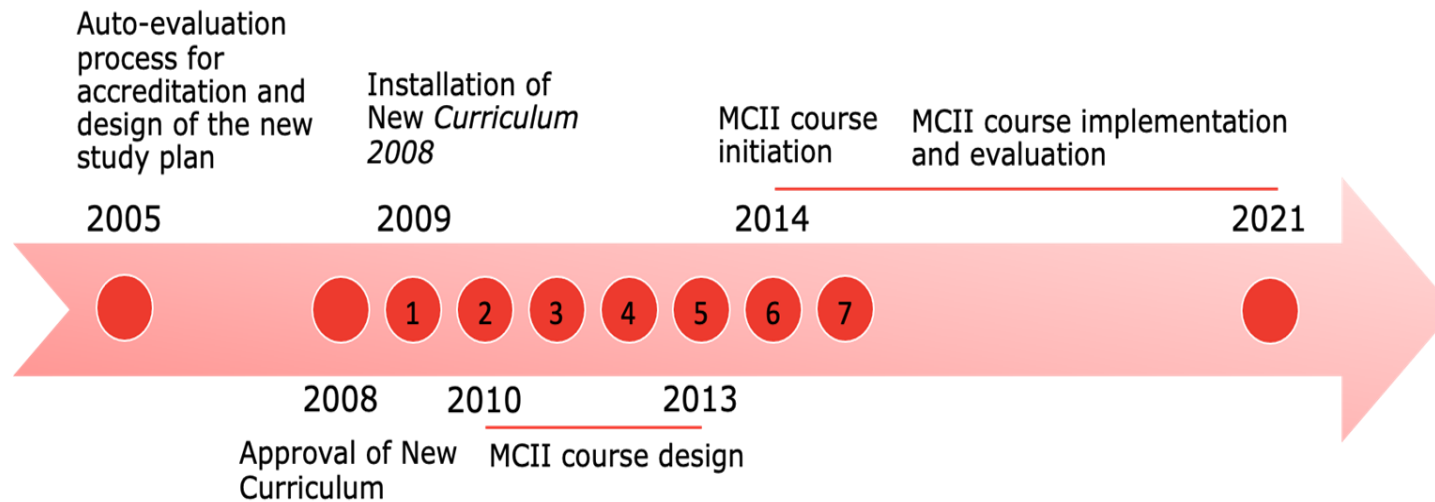 Auto-evaluation
process for
accreditation and
design of the new
study plan
Installation of
New Curriculum
2008
MCII course
initiation
MCII course implementation
and evaluation
2005
2009
2014
2021
1
2
3
4
5
6
7
2008
2010
2013
Approval of New
Curriculum
MCII course design